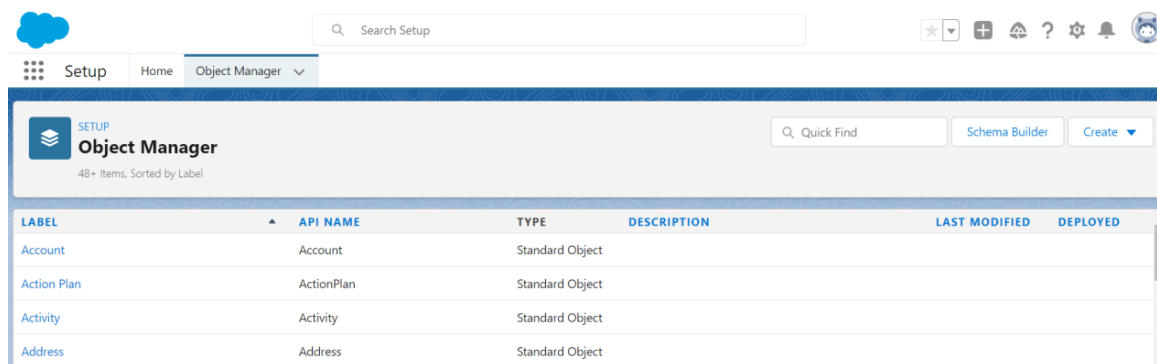 Search Setup
Setup Home Object Manager
SETUP
Object Manager
48+ Items, Sorted by Label
Quick Find
Schema Builder
Create
LABEL API NAME TYPE DESCRIPTION LAST MODIFIED DEPLOYED
Account Account Standard Object
Action Plan ActionPlan Standard Object
Activity Activity Standard Object
Address Address Standard Object